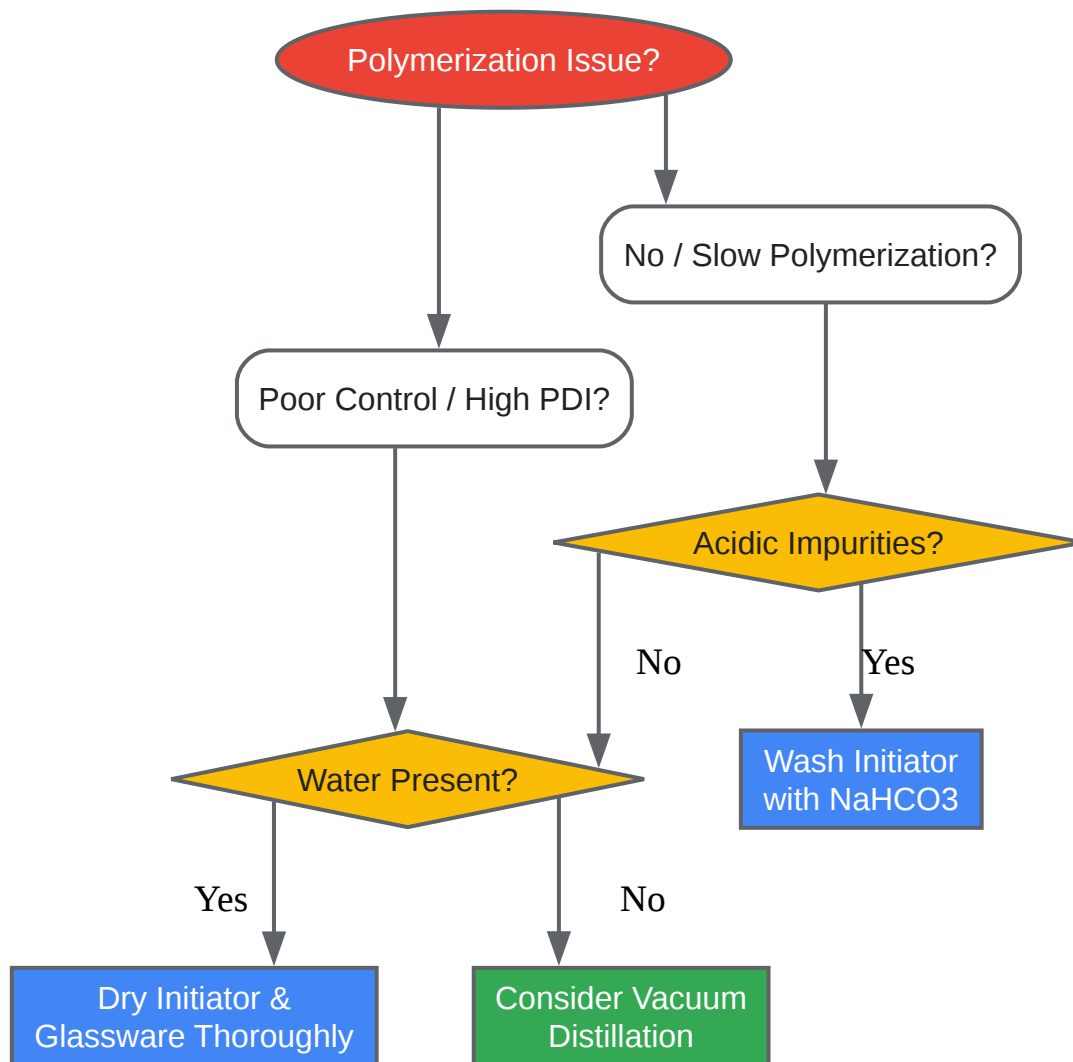 Polymerization Issue?
No / Slow Polymerization?
Poor Control / High PDI?
Acidic Impurities?
No
Yes
Wash Initiator
with NaHCO3
Water Present?
Yes
No
Dry Initiator &
Glassware Thoroughly
Consider Vacuum
Distillation